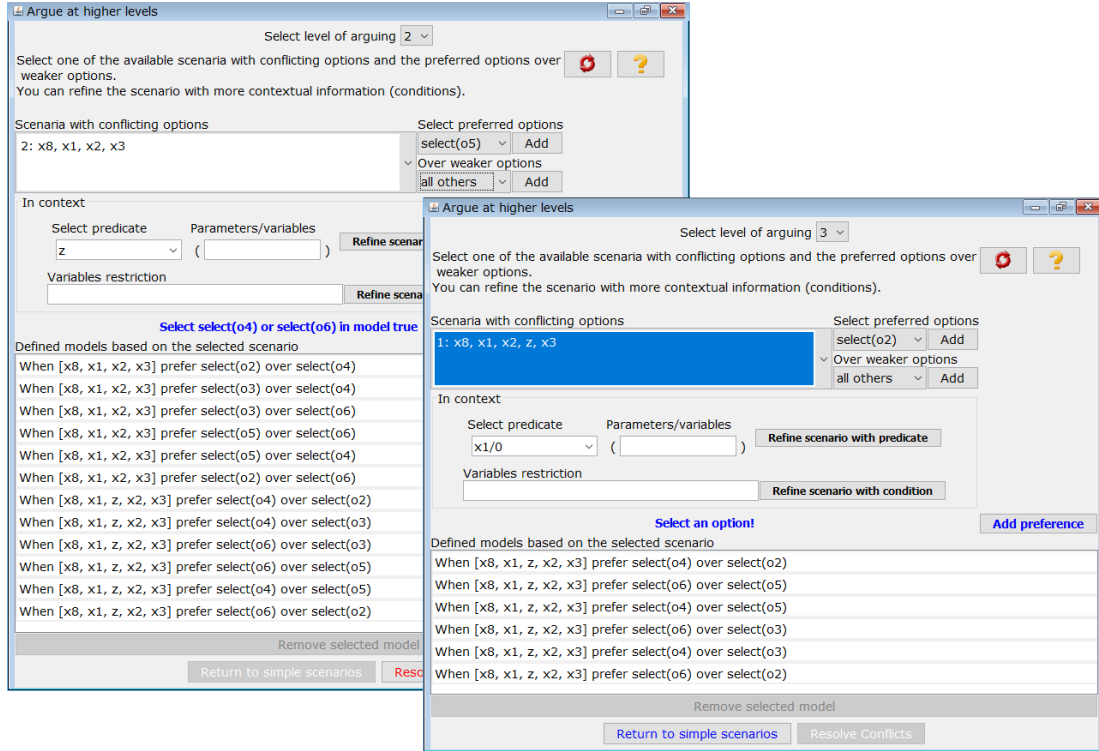 Argue at higher levels
Select level of arguing 2
Select one of the available scenaria with conflicting options and the preferred options over
weaker options.
You can refine the scenario with more contextual information (conditions).
Scenaria with conflicting options
Select preferred options
2: x8, x1, x2, x3
select(o5) Add
Over weaker options
all others Add
In context
Select predicate Parameters/variables
z ( ) Refine scenar
Variables restriction
Refine scena
Select select(o4) or select(o6) in model true
Defined models based on the selected scenario
When [x8, x1, x2, x3] prefer select(o2) over select(o4)
When [x8, x1, x2, x3] prefer select(o3) over select(o4)
When [x8, x1, x2, x3] prefer select(o3) over select(o6)
When [x8, x1, x2, x3] prefer select(o5) over select(o6)
When [x8, x1, x2, x3] prefer select(o5) over select(o4)
When [x8, x1, x2, x3] prefer select(o2) over select(o6)
When [x8, x1, z, x2, x3] prefer select(o4) over select(o2)
When [x8, x1, z, x2, x3] prefer select(o4) over select(o3)
When [x8, x1, z, x2, x3] prefer select(o6) over select(o3)
When [x8, x1, z, x2, x3] prefer select(o6) over select(o5)
When [x8, x1, z, x2, x3] prefer select(o4) over select(o5)
When [x8, x1, z, x2, x3] prefer select(o6) over select(o2)
Remove selected model
Return to simple scenarios Reso
Argue at higher levels
Select level of arguing 3
Select one of the available scenaria with conflicting options and the preferred options over
weaker options.
You can refine the scenario with more contextual information (conditions).
Scenaria with conflicting options
Select preferred options
1: x8, x1, x2, z, x3
select(o2) Add
Over weaker options
all others Add
In context
Select predicate Parameters/variables
x1/0 ( ) Refine scenario with predicate
Variables restriction
Refine scenario with condition
Select an option! Add preference
Defined models based on the selected scenario
When [x8, x1, z, x2, x3] prefer select(o4) over select(o2)
When [x8, x1, z, x2, x3] prefer select(o6) over select(o5)
When [x8, x1, z, x2, x3] prefer select(o4) over select(o5)
When [x8, x1, z, x2, x3] prefer select(o6) over select(o3)
When [x8, x1, z, x2, x3] prefer select(o4) over select(o3)
When [x8, x1, z, x2, x3] prefer select(o6) over select(o2)
Remove selected model
Return to simple scenarios Resolve Conflicts